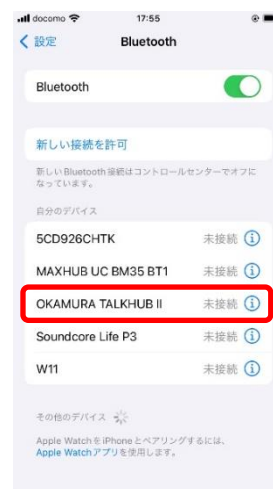 docomo 17:55
設定 Bluetooth
Bluetooth
新しい接続を許可
新しいBluetooth接続はコントロールセンターでオフに
なっています。
自分のデバイス
5CD926CHTK 未接続
MAXHUB UC BM35 BT1 未接続
OKAMURA TALKHUB II 未接続
Soundcore Life P3 未接続
W11 未接続
その他のデバイス
Apple WatchをiPhoneとペアリングするには、
Apple Watchアプリを使用します。